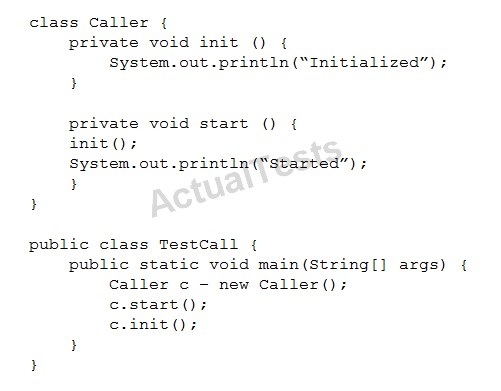 class Caller {
    private void init () {
        System.out.println(“Initialized”);
    }

    private void start () {
    init();
    System.out.println(“Started”);
    }
}
ActualTests

public class TestCall {
    public static void main(String[] args) {
        Caller c – new Caller();
        c.start();
        c.init();
    }
}